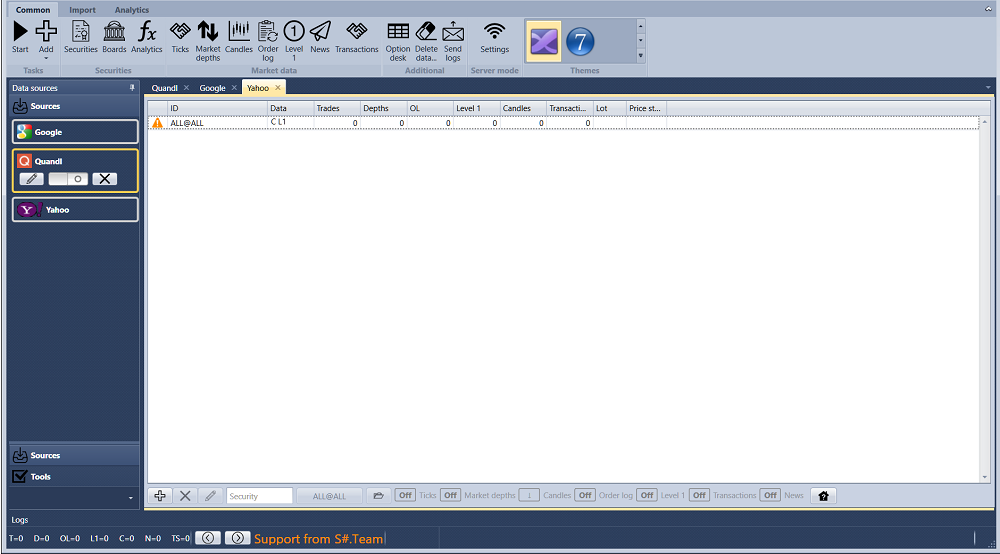 Common Import Analytics
Start Add Securities Boards Analytics Ticks Market depths Candles Order log Level 1 News Transactions Option desk Delete data... Send logs Settings
Tasks Securities Market data Additional Server mode Themes
Data sources
Quandl Google Yahoo
Sources
ID Data Trades Depths OL Level 1 Candles Transacti... Lot Price st...
ALL@ALL C L1 0 0 0 0 0 0
Google
Quandl
Yahoo
Sources
Tools
Security ALL@ALL Off Ticks Off Market depths ↓ Candles Off Order log Off Level 1 Off Transactions Off News
Logs
T=0 D=0 OL=0 L1=0 C=0 N=0 TS=0 Support from S#.Team